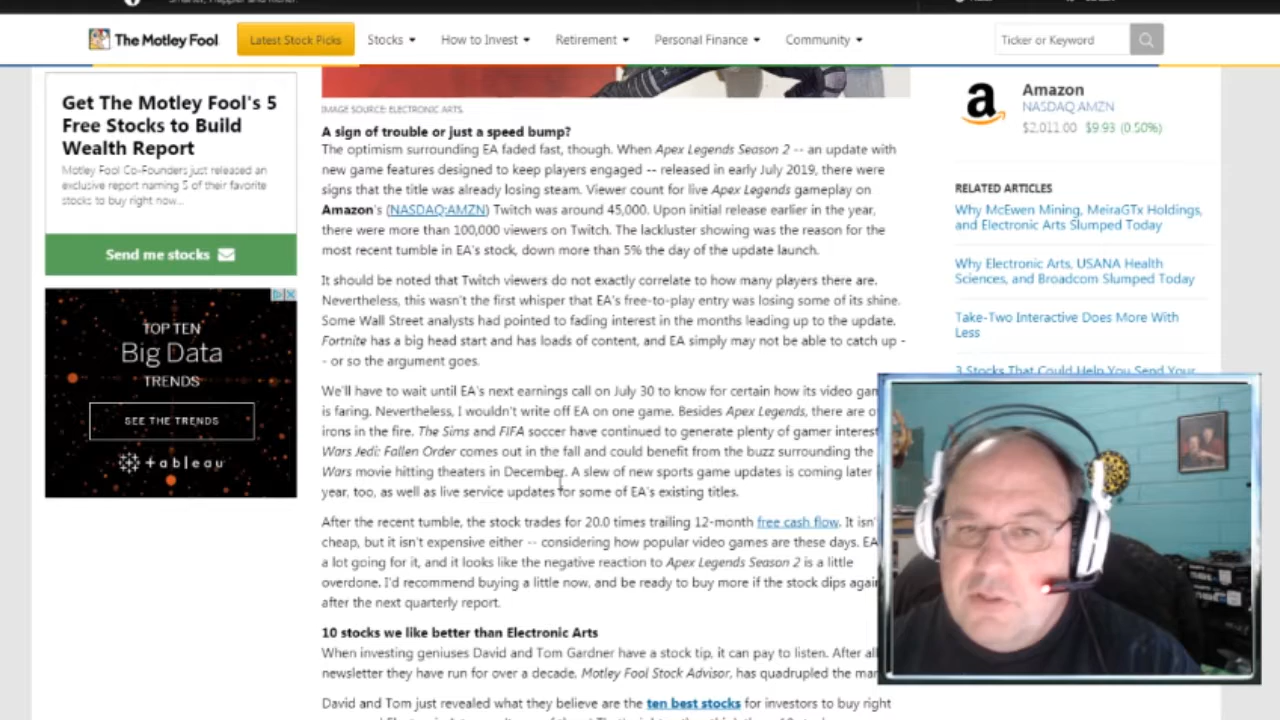 The Motley Fool
Latest Stock Picks
Stocks
How to Invest
Retirement
Personal Finance
Community
Ticker or Keyword
Get The Motley Fool's 5
Free Stocks to Build
Wealth Report
Motley Fool Co-Founders just released an
exclusive report naming 5 of their favorite
stocks to buy right now...
Send me stocks
TOP TEN
Big Data
TRENDS
SEE THE TRENDS
+ableau
IMAGE SOURCE: ELECTRONIC ARTS.
A sign of trouble or just a speed bump?
The optimism surrounding EA faded fast, though. When Apex Legends Season 2 -- an update with
new game features designed to keep players engaged -- released in early July 2019, there were
signs that the title was already losing steam. Viewer count for live Apex Legends gameplay on
Amazon's (NASDAQ:AMZN) Twitch was around 45,000. Upon initial release earlier in the year,
there were more than 100,000 viewers on Twitch. The lackluster showing was the reason for the
most recent tumble in EA's stock, down more than 5% the day of the update launch.
It should be noted that Twitch viewers do not exactly correlate to how many players there are.
Nevertheless, this wasn't the first whisper that EA's free-to-play entry was losing some of its shine.
Some Wall Street analysts had pointed to fading interest in the months leading up to the update.
Fortnite has a big head start and has loads of content, and EA simply may not be able to catch up -
- or so the argument goes.
We'll have to wait until EA's next earnings call on July 30 to know for certain how its video gam
is faring. Nevertheless, I wouldn't write off EA on one game. Besides Apex Legends, there are o
irons in the fire. The Sims and FIFA soccer have continued to generate plenty of gamer interest
Wars Jedi: Fallen Order comes out in the fall and could benefit from the buzz surrounding the
Wars movie hitting theaters in December. A slew of new sports game updates is coming later
year, too, as well as live service updates for some of EA's existing titles.
After the recent tumble, the stock trades for 20.0 times trailing 12-month free cash flow. It isn'
cheap, but it isn't expensive either -- considering how popular video games are these days. EA
a lot going for it, and it looks like the negative reaction to Apex Legends Season 2 is a little
overdone. I'd recommend buying a little now, and be ready to buy more if the stock dips again
after the next quarterly report.
10 stocks we like better than Electronic Arts
When investing geniuses David and Tom Gardner have a stock tip, it can pay to listen. After all
newsletter they have run for over a decade, Motley Fool Stock Advisor, has quadrupled the mar
David and Tom just revealed what they believe are the ten best stocks for investors to buy right
Amazon
NASDAQ:AMZN
$2,011.00 $9.93 (0.50%)
RELATED ARTICLES
Why McEwen Mining, MeiraGTx Holdings,
and Electronic Arts Slumped Today
Why Electronic Arts, USANA Health
Sciences, and Broadcom Slumped Today
Take-Two Interactive Does More With
Less
3 Stocks That Could Help You Send Your